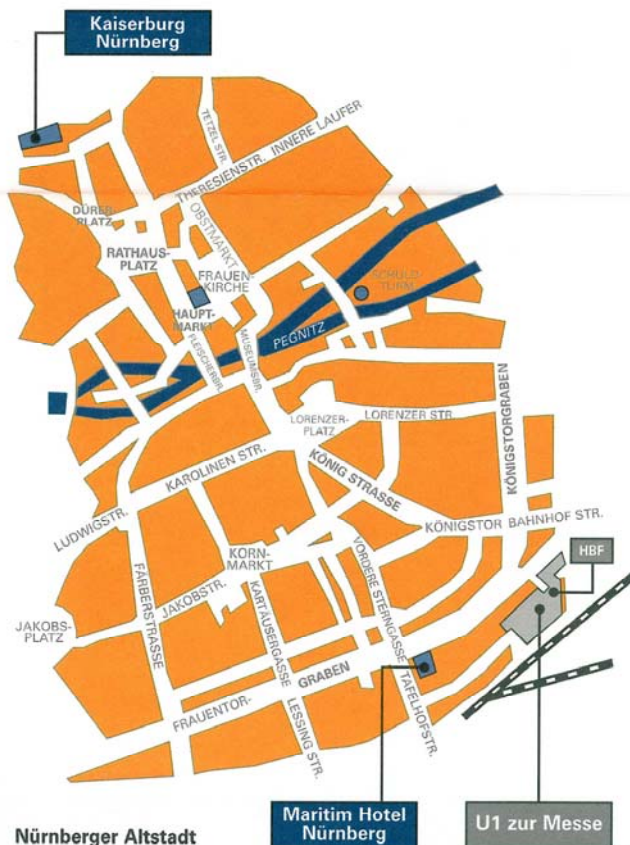 Kaiserburg
Nürnberg
TETZEL STR.
THERESIENSTR. INNERE LAUFER
OBSTMARKT
DÜRER-
PLATZ
RATHAUS-
PLATZ
FRAUEN-
KIRCHE
SCHULD
TURM
HAUPT-
MARKT
FLEISCHERBR.
MUSEUMSBR.
PEGNITZ
LORENZER-
PLATZ
LORENZER STR.
KÖNIGSTORGRABEN
KAROLINEN STR.
KÖNIG STRASSE
LUDWIGSTR.
KÖNIGSTOR BAHNHOF STR.
HBF
KORN-
MARKT
VORDERE STERNGASSE
FÄRBERSTRASSE
JAKOBSTR.
KARTÄUSERGASSE
JAKOBS-
PLATZ
FRAUENTOR-
GRABEN
LESSING STR.
TAFELHOFSTR.
Maritim Hotel
Nürnberg
U1 zur Messe
Nürnberger Altstadt